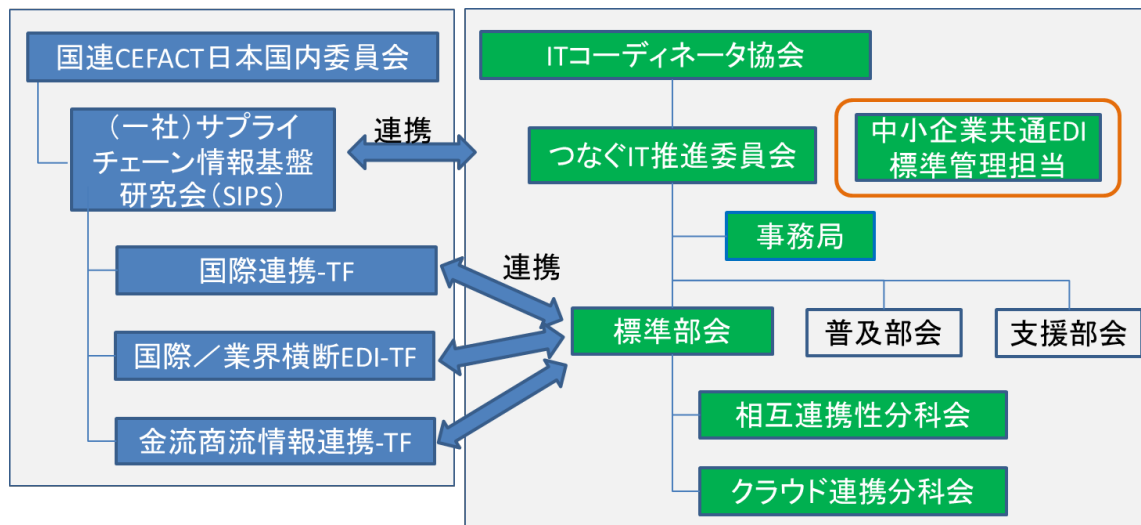 国連CEFACT日本国内委員会
（一社）サプライ
チェーン情報基盤
研究会（SIPS）
国際連携-TF
国際／業界横断EDI-TF
金流商流情報連携-TF
連携
連携
ITコーディネータ協会
つなぐIT推進委員会
中小企業共通EDI
標準管理担当
事務局
標準部会
普及部会
支援部会
相互連携性分科会
クラウド連携分科会